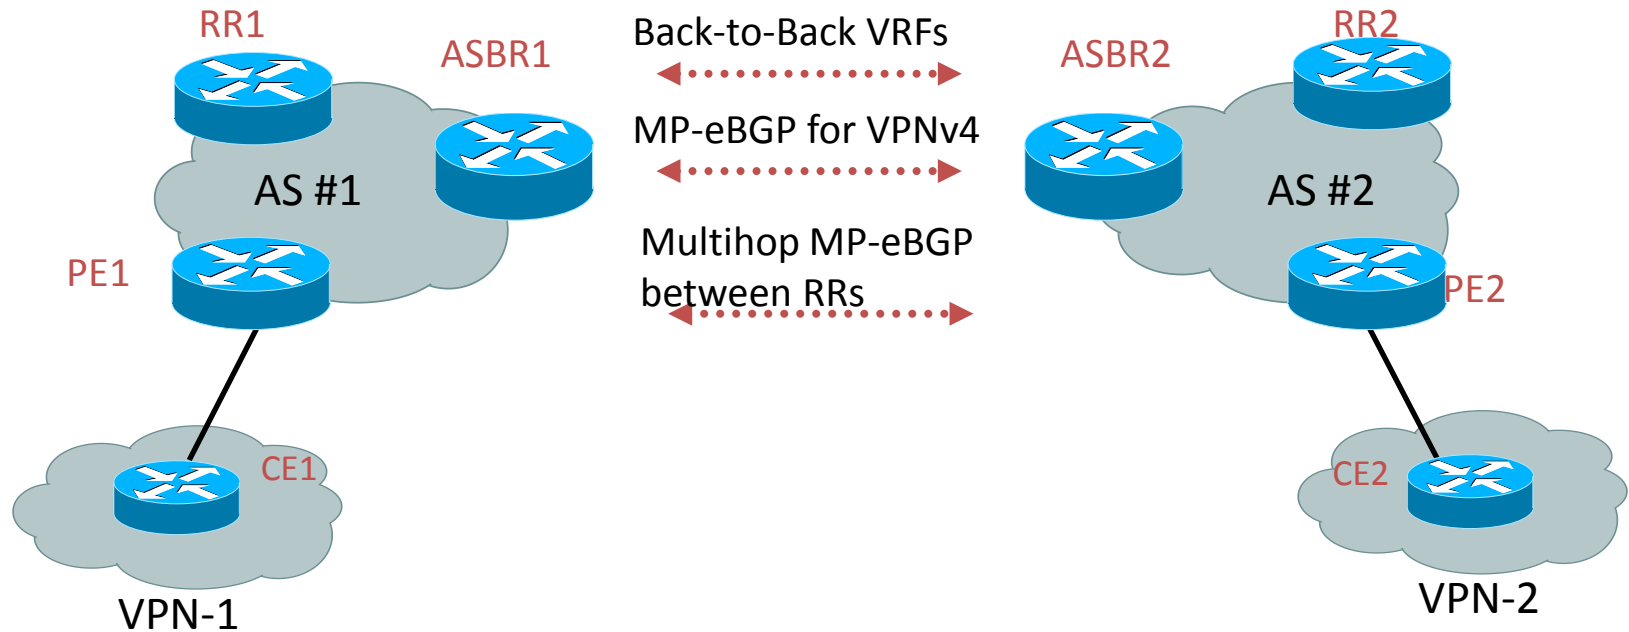 RR1
ASBR1
Back-to-Back VRFs
ASBR2
RR2
MP-eBGP for VPNv4
AS #1
AS #2
Multihop MP-eBGP
between RRs
PE1
PE2
CE1
CE2
VPN-1
VPN-2